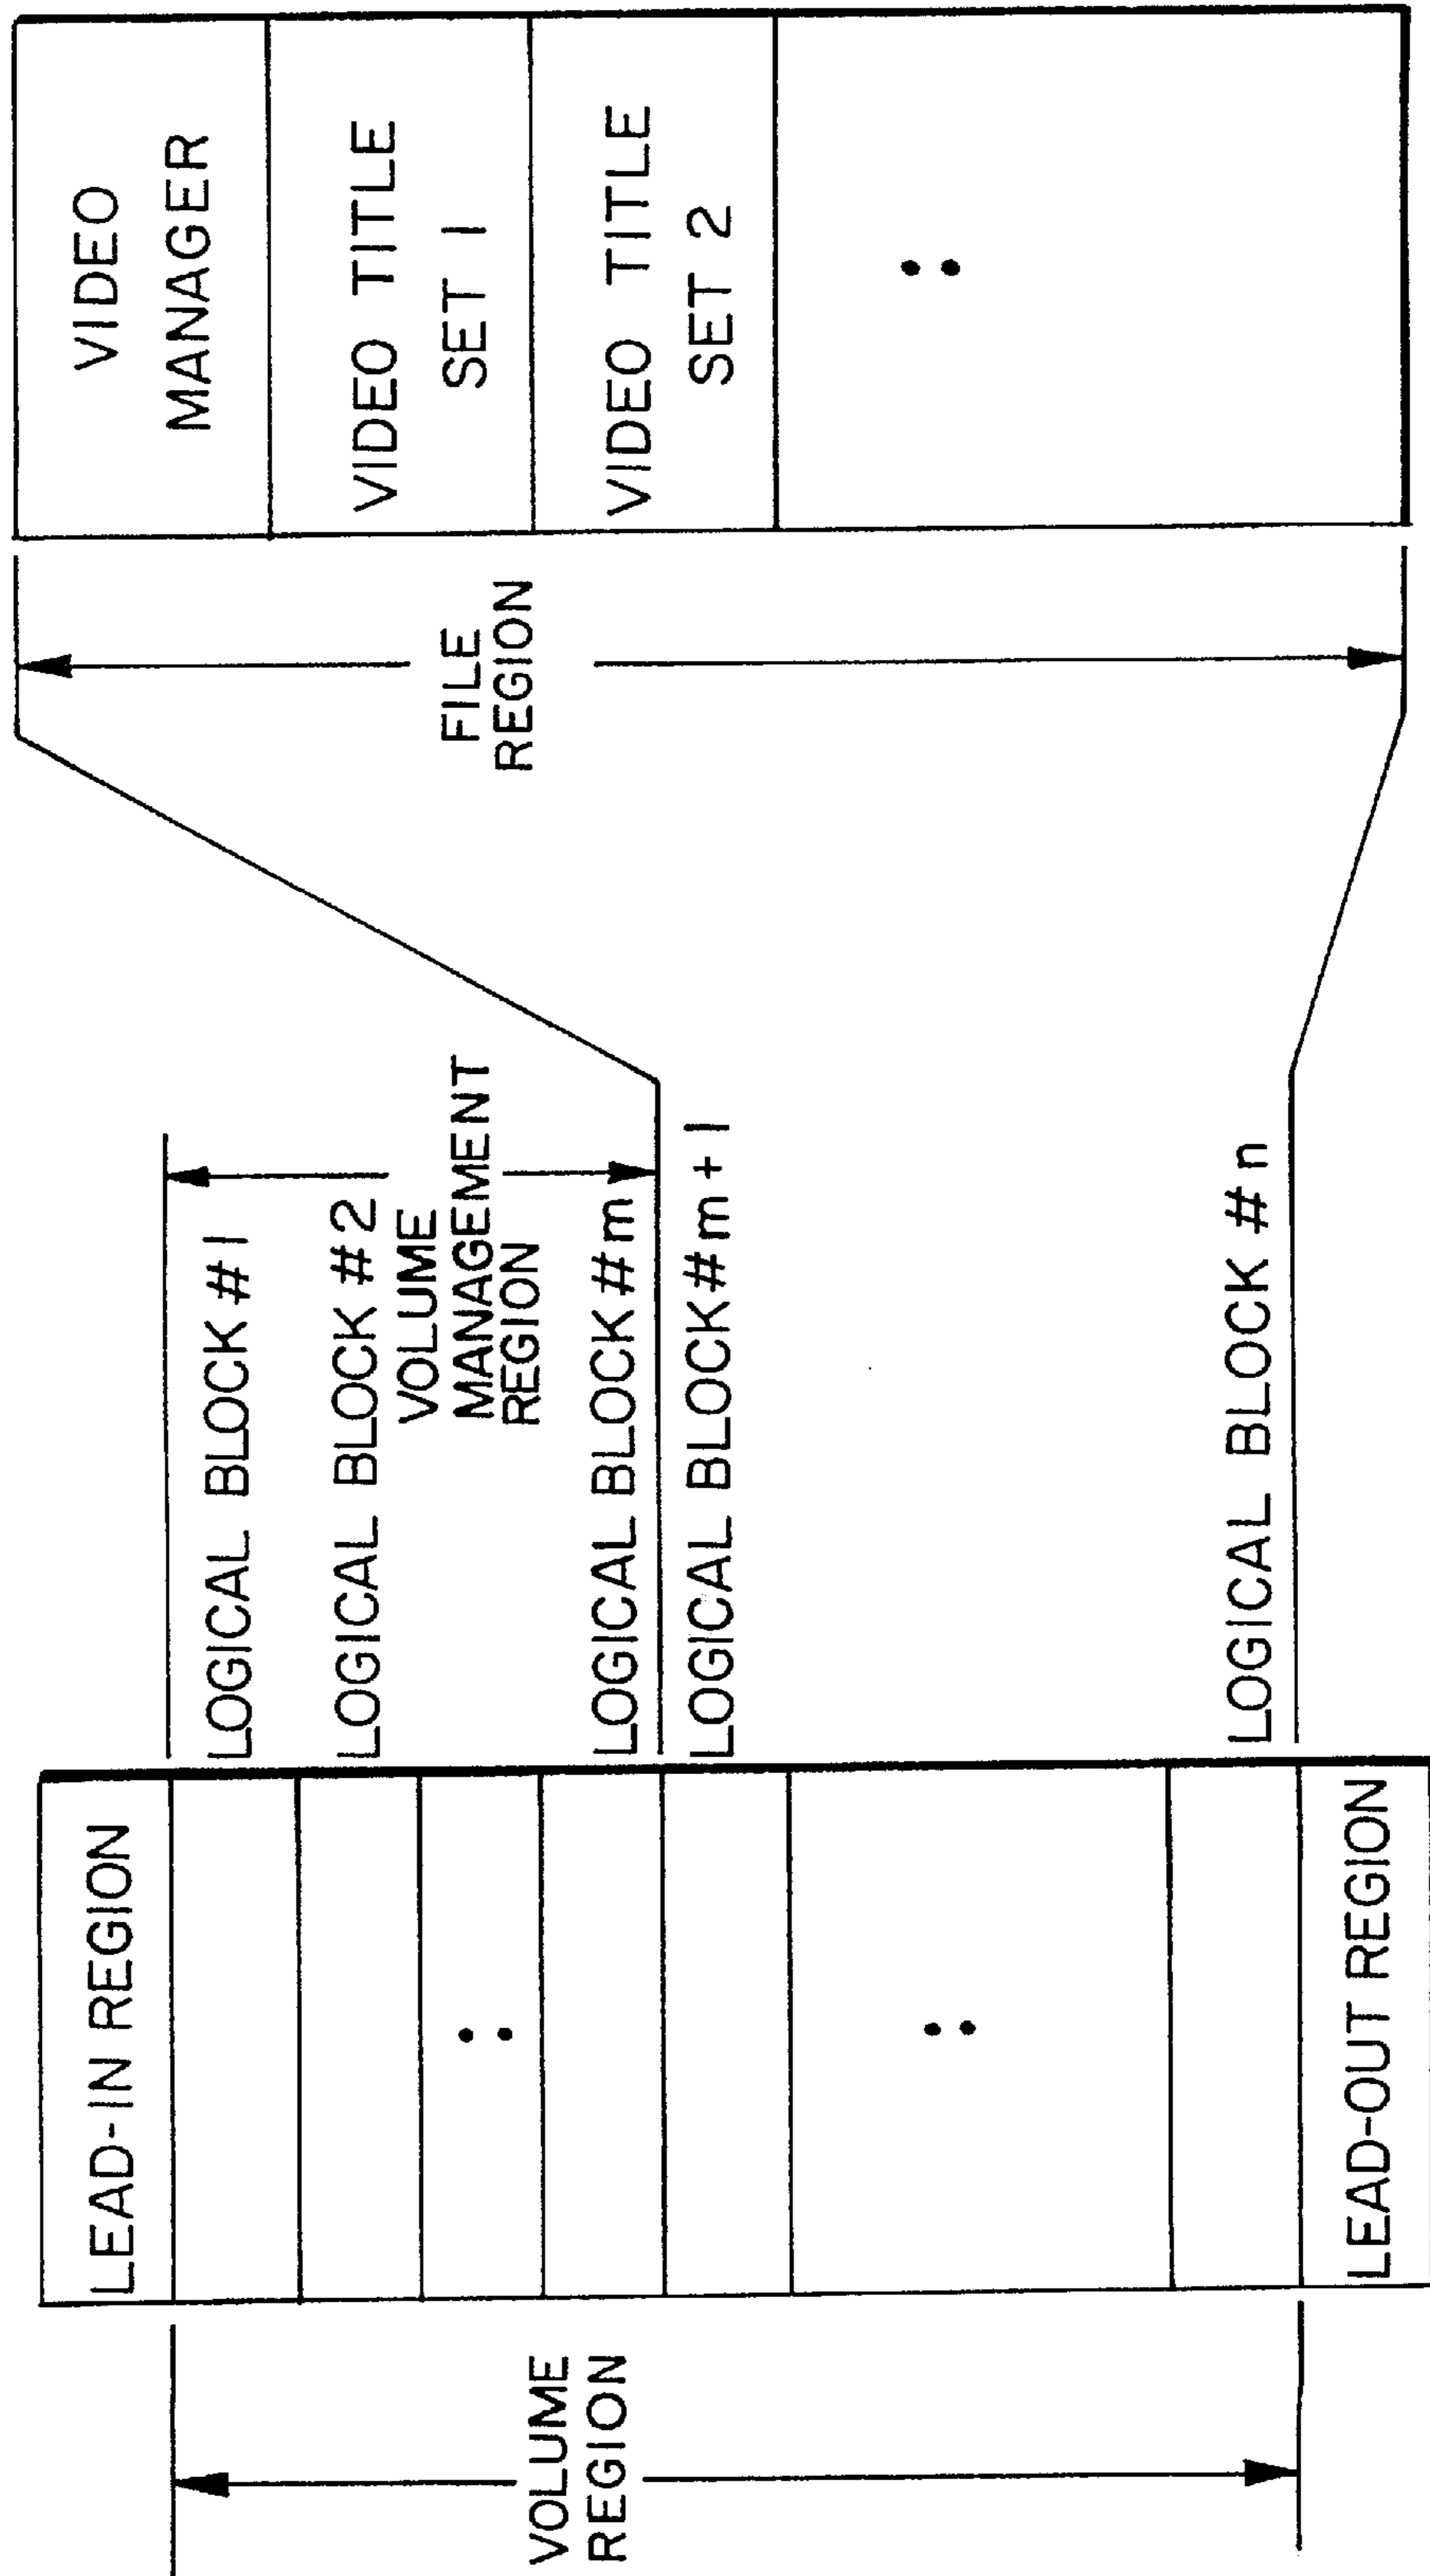 VOLUME
REGION
LEAD-IN REGION
LEAD-OUT REGION
LOGICAL BLOCK #1
LOGICAL BLOCK #2
VOLUME
MANAGEMENT
REGION
LOGICAL BLOCK #m
LOGICAL BLOCK #m+1
LOGICAL BLOCK #n
FILE
REGION
VIDEO
MANAGER
VIDEO TITLE
SET 1
VIDEO TITLE
SET 2